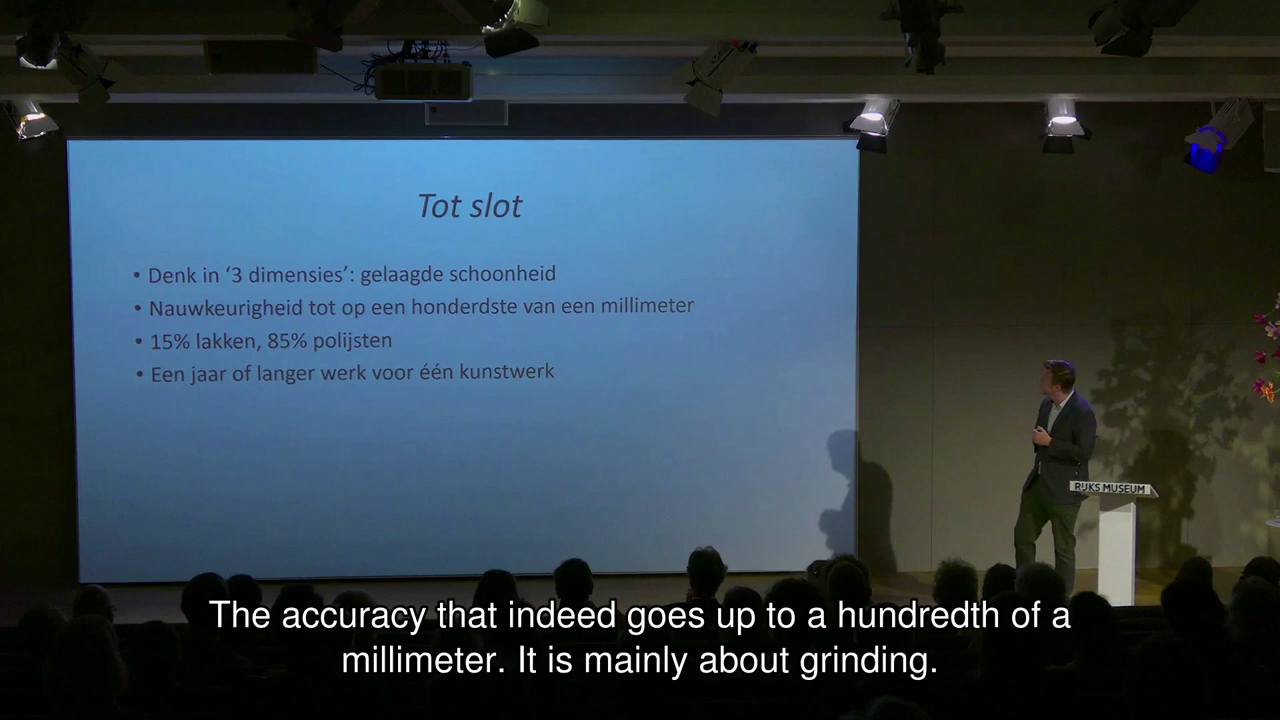 Tot slot
• Denk in ‘3 dimensies’: gelaagde schoonheid
• Nauwkeurigheid tot op een honderdste van een millimeter
• 15% lakken, 85% polijsten
• Een jaar of langer werk voor één kunstwerk
RIJKS MUSEUM
The accuracy that indeed goes up to a hundredth of a
millimeter. It is mainly about grinding.